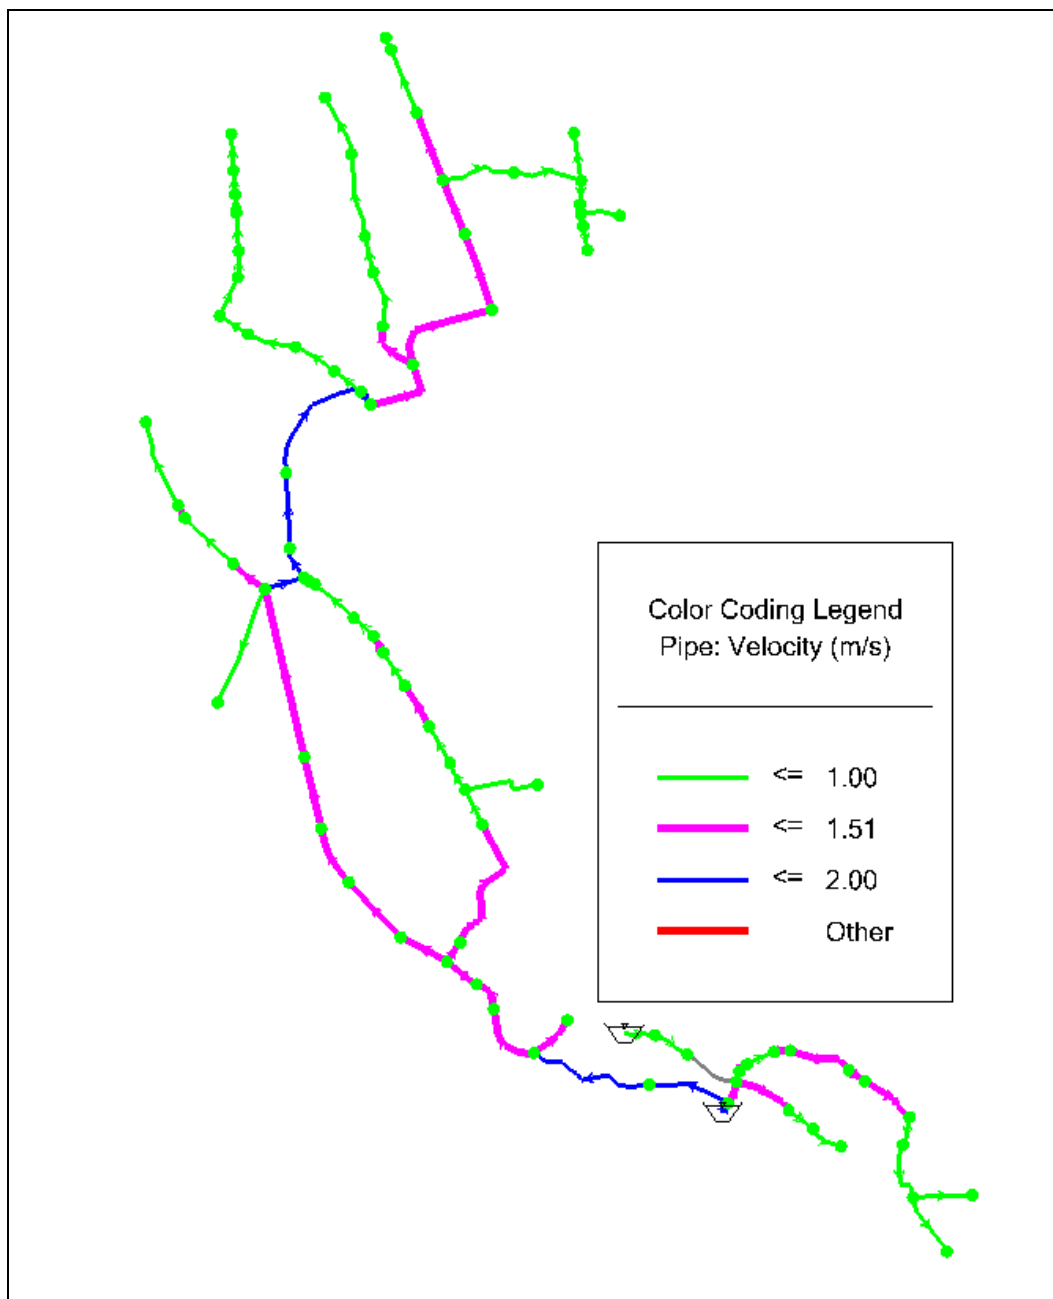 Color Coding Legend
Pipe: Velocity (m/s)
<= 1.00
<= 1.51
<= 2.00
Other